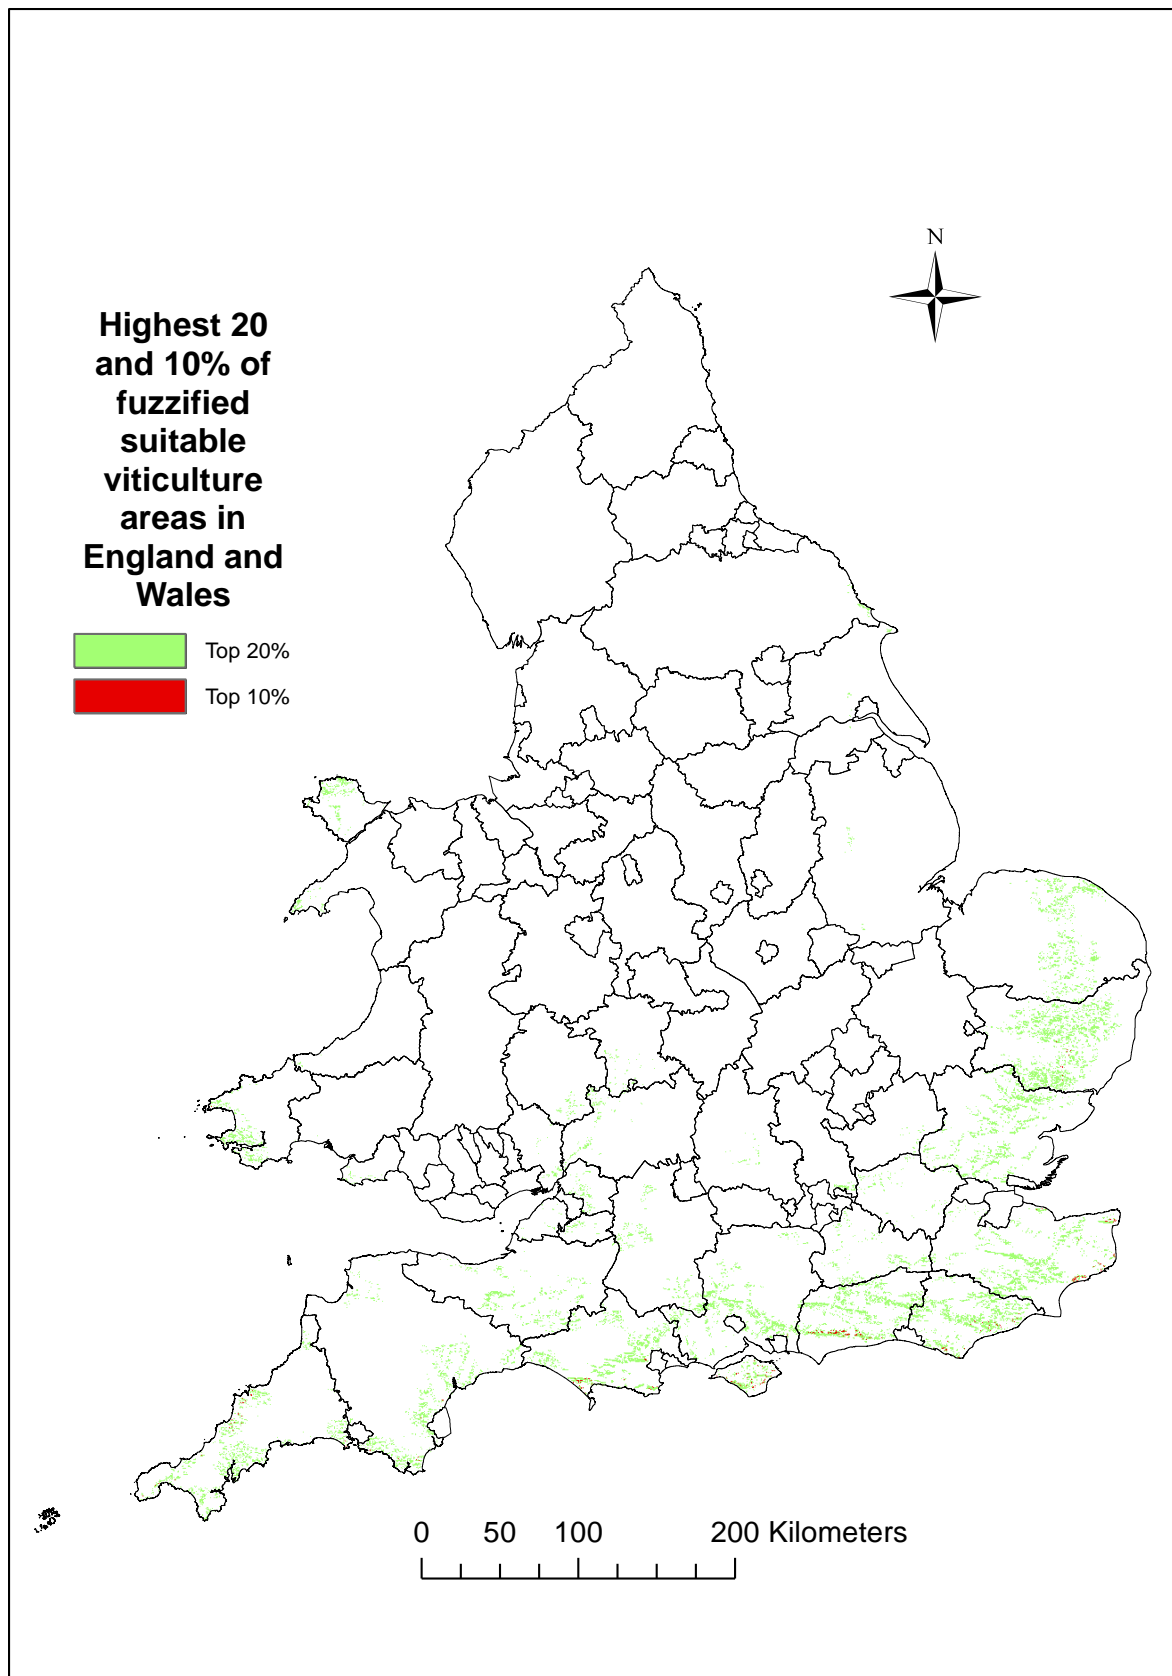 N
Highest 20
and 10% of
fuzzified
suitable
viticulture
areas in
England and
Wales
Top 20%
Top 10%
0 50 100 200 Kilometers